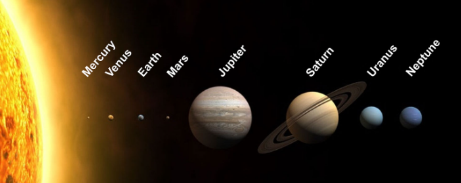 Mercury
Venus
Earth
Mars
Jupiter
Saturn
Uranus
Neptune